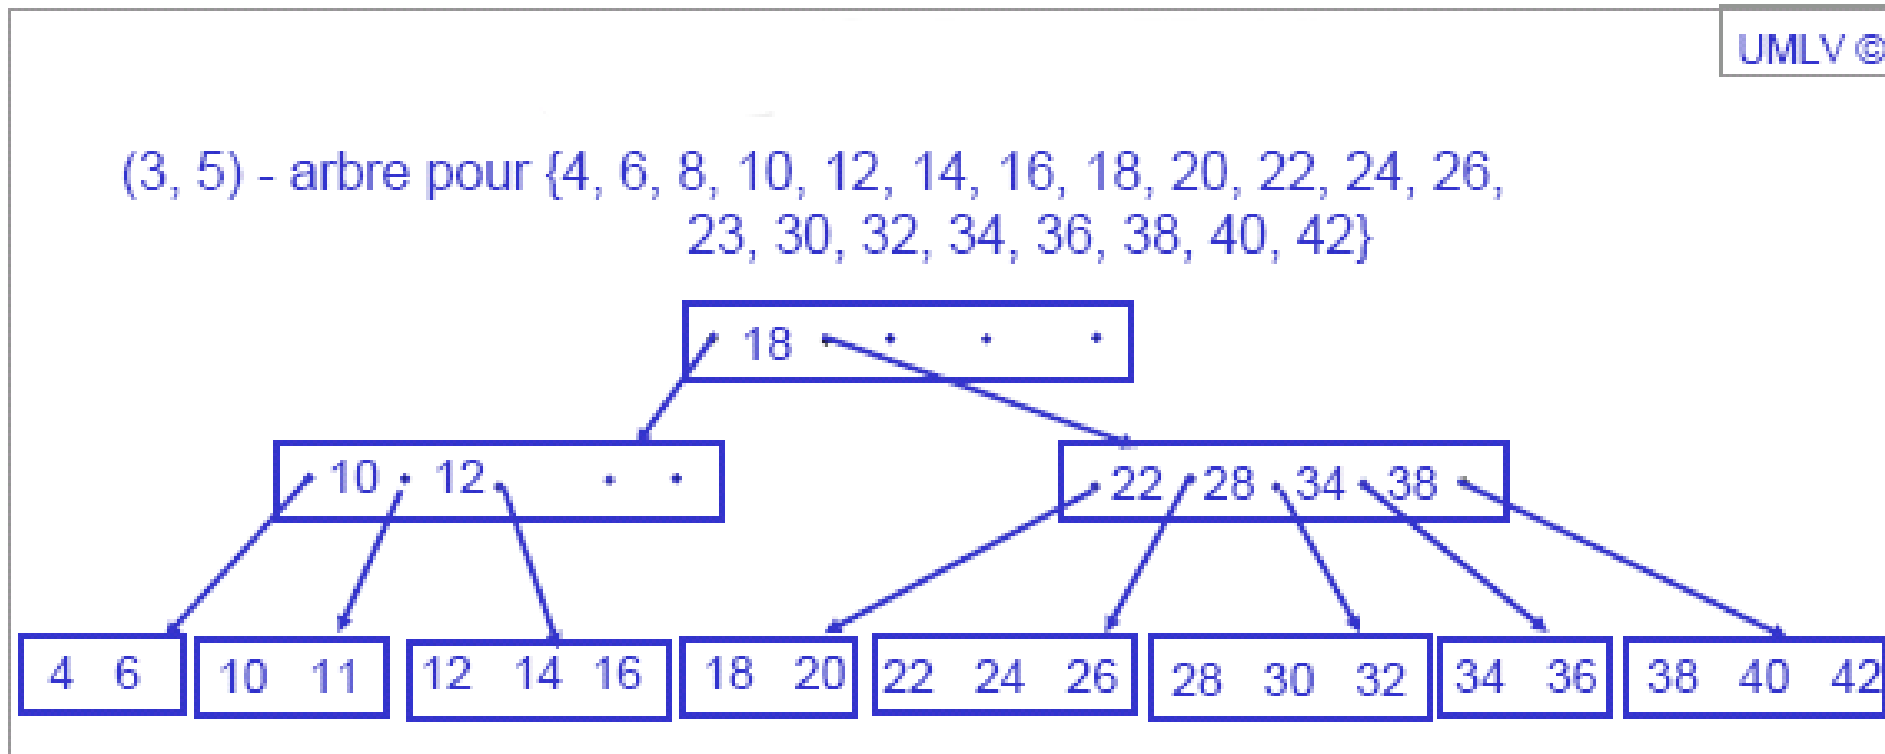 UMLV ©
(3, 5) - arbre pour {4, 6, 8, 10, 12, 14, 16, 18, 20, 22, 24, 26,
23, 30, 32, 34, 36, 38, 40, 42}
18
10 12
22 28 34 38
4 6 10 11 12 14 16 18 20 22 24 26 28 30 32 34 36 38 40 42